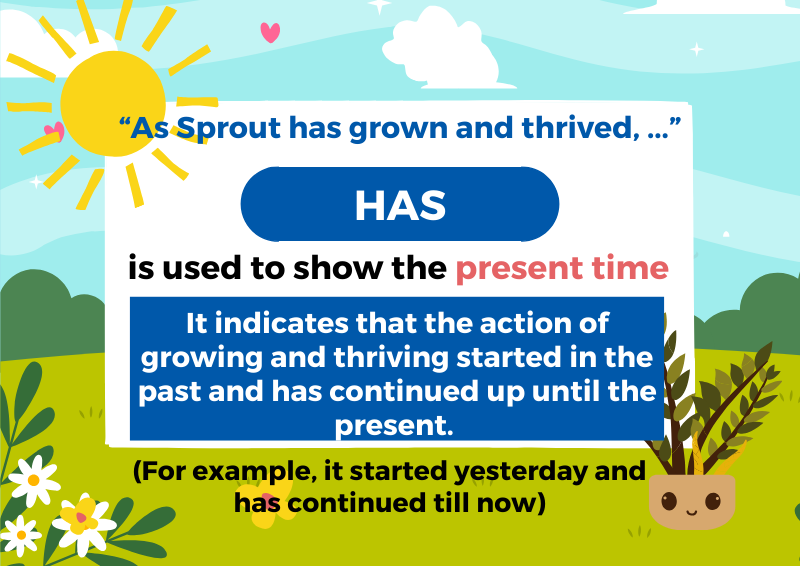 “As Sprout has grown and thrived, ...”
HAS
is used to show the present time
It indicates that the action of
growing and thriving started in the
past and has continued up until the
present.
(For example, it started yesterday and
has continued till now)